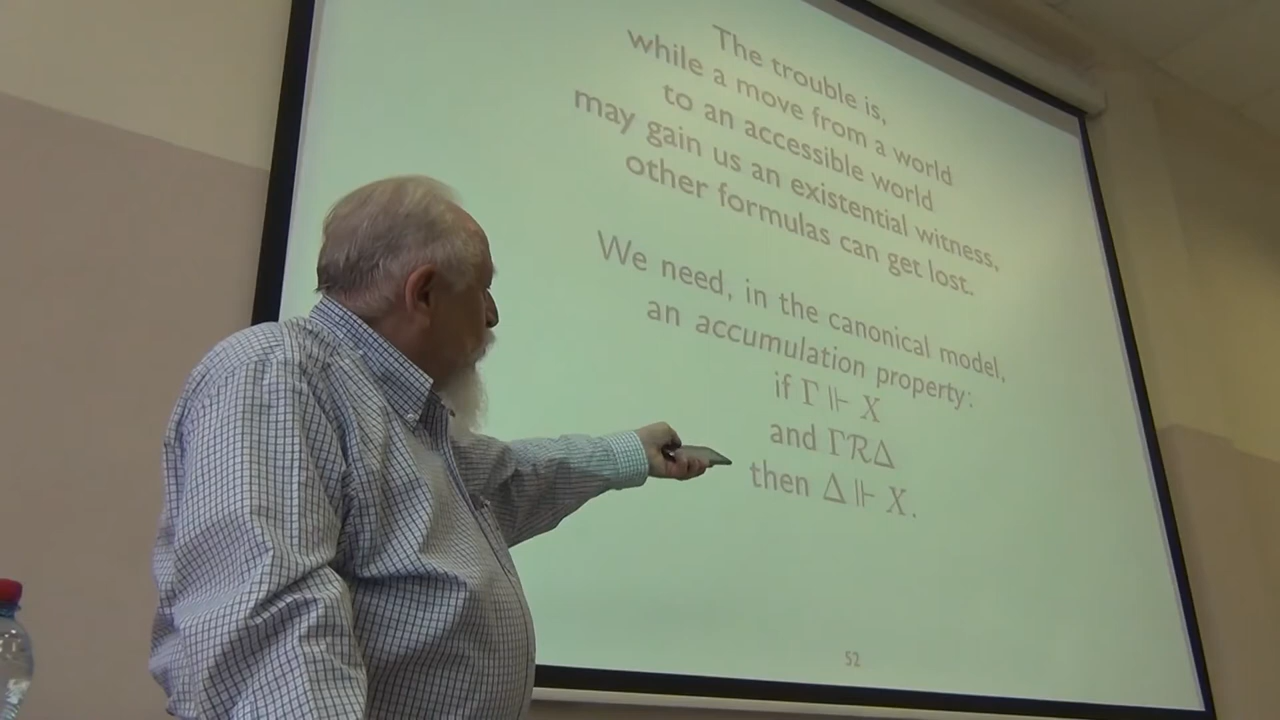 The trouble is,
while a move from a world
to an accessible world
may gain us an existential witness,
other formulas can get lost.
We need, in the canonical model,
an accumulation property:
if Γ ⊩ X
and ΓℛΔ
then Δ ⊩ X.
52